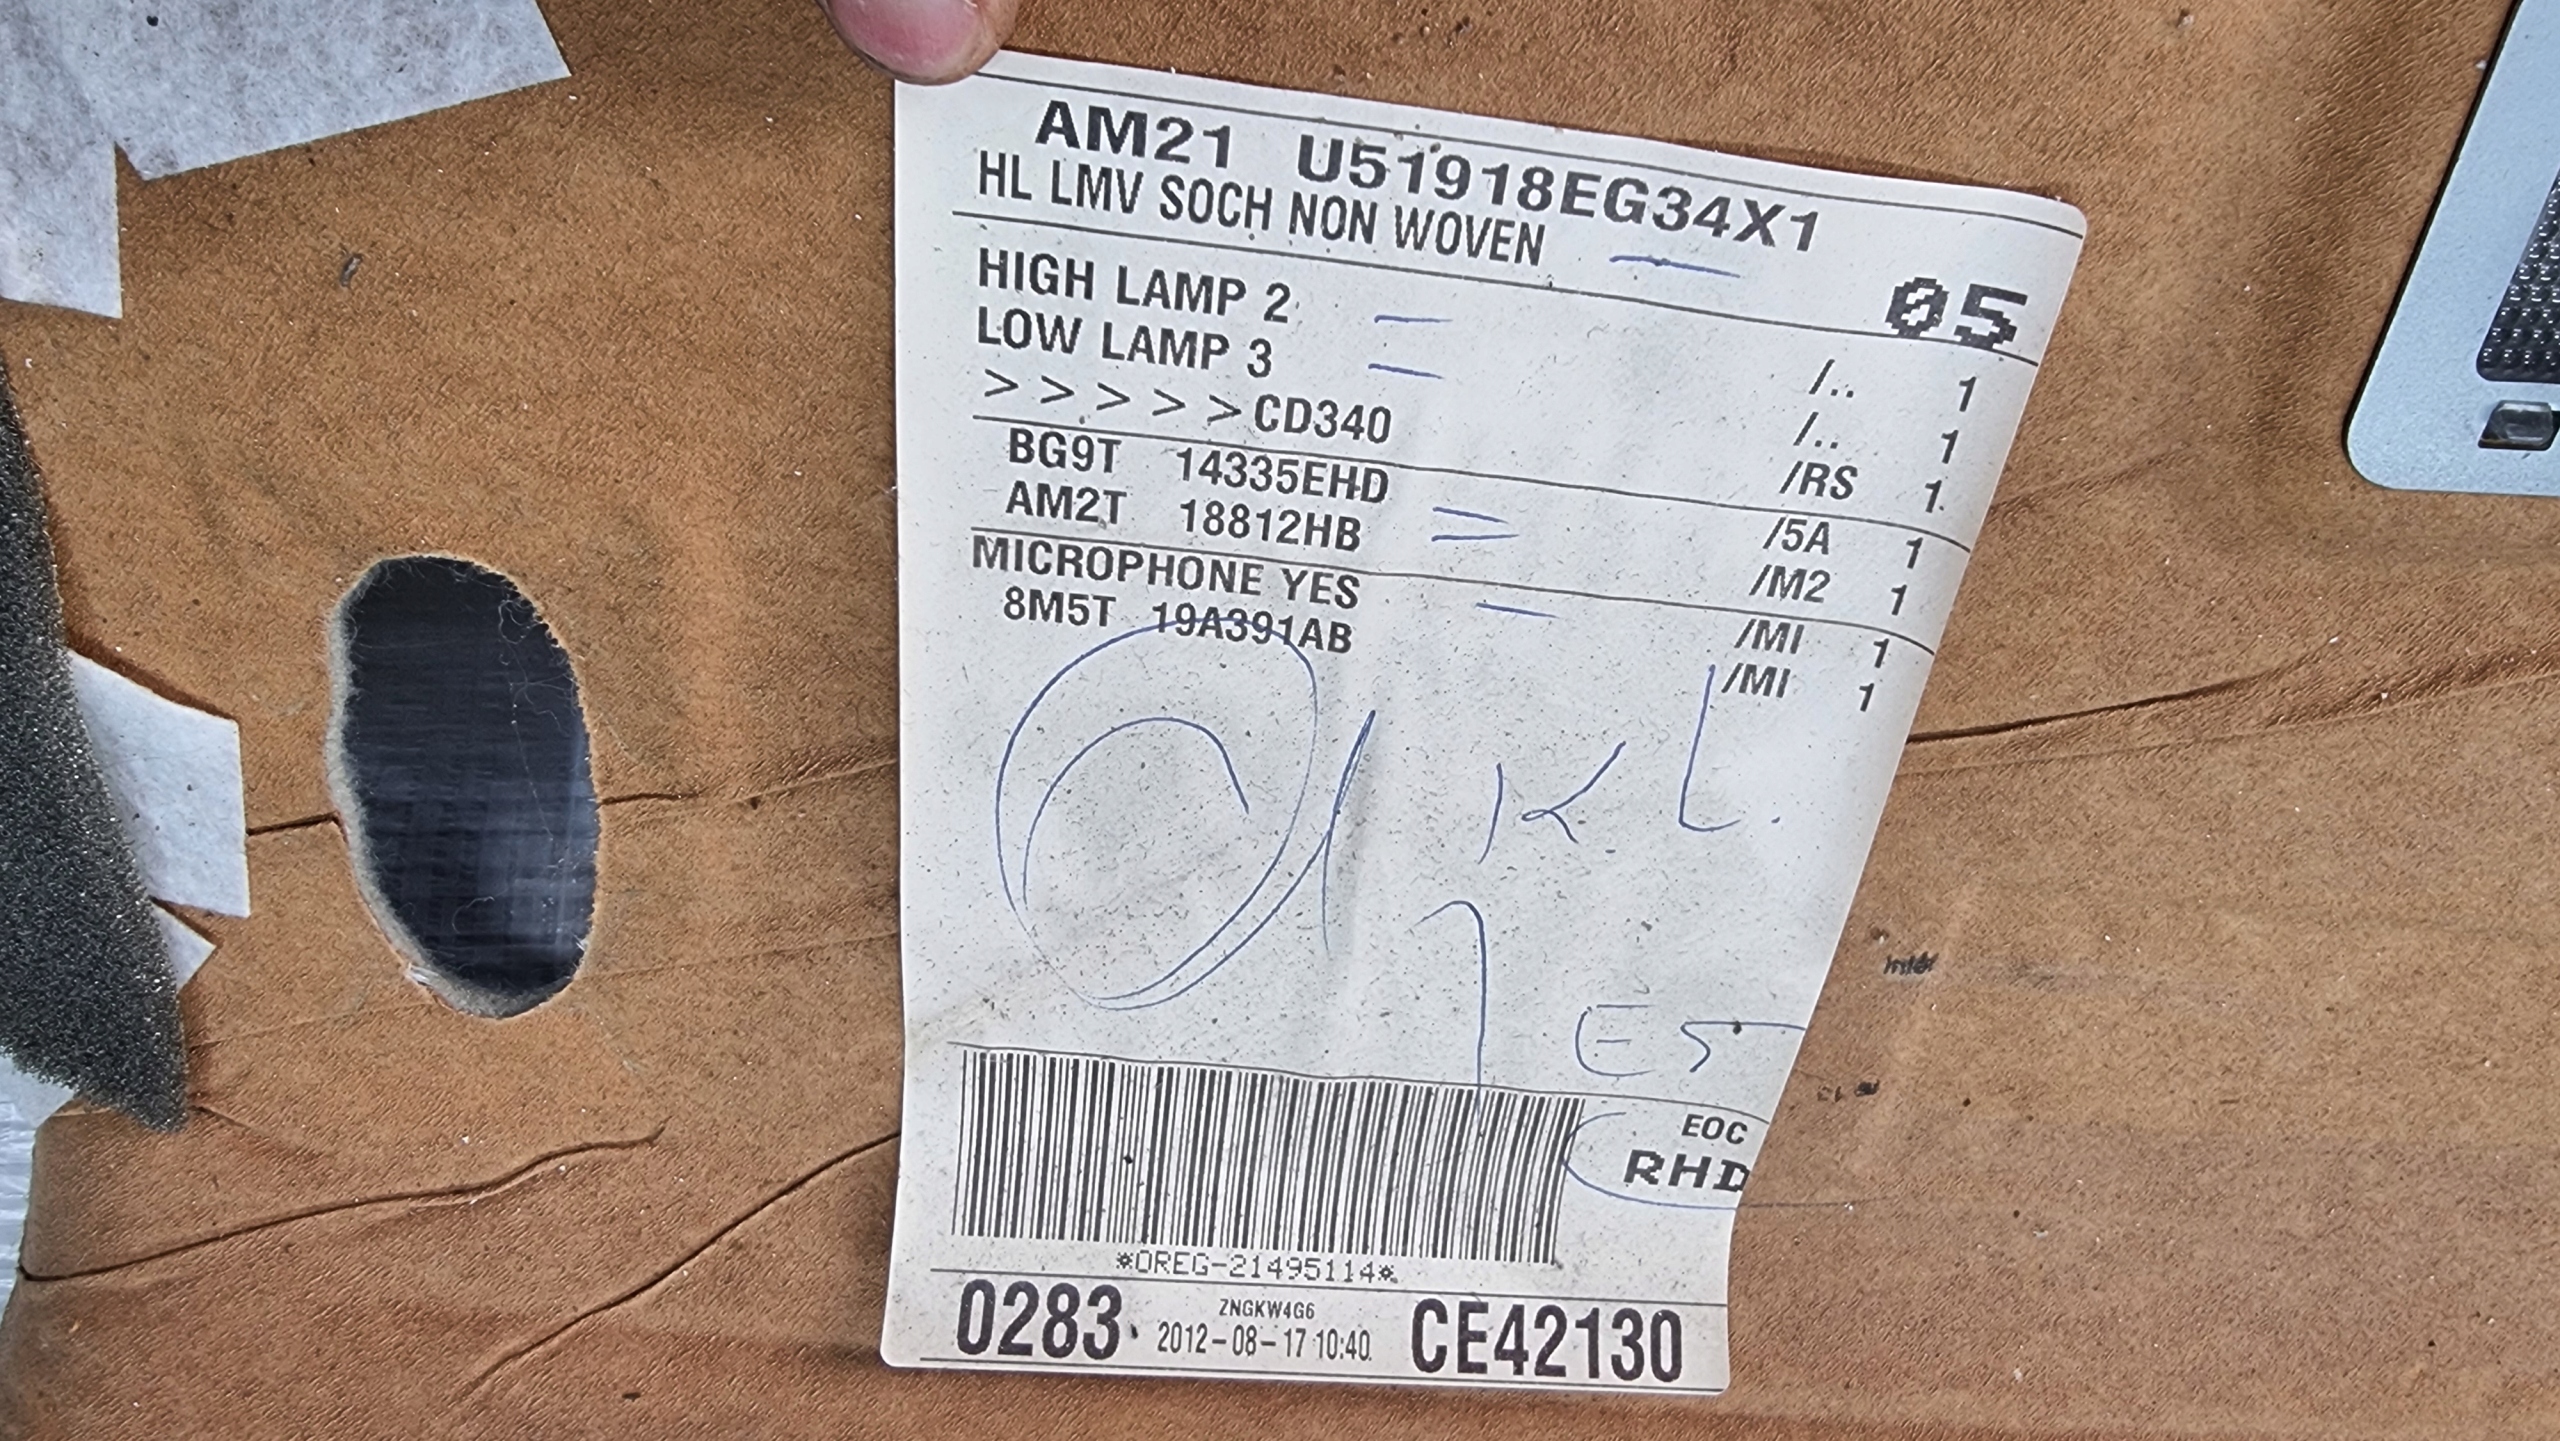 AM21 U51918EG34X1
HL LMV SOCH NON WOVEN
05
HIGH LAMP 2 /.. 1
LOW LAMP 3 /.. 1
>>>>>CD340 /RS 1
BG9T 14335EHD /5A 1
AM2T 18812HB /M2 1
MICROPHONE YES /MI 1
8M5T 19A391AB /MI 1
K.L.
EOC
RHD
*OREG-21495114*
0283 ZNGKW4G6 CE42130
2012-08-17 10:40